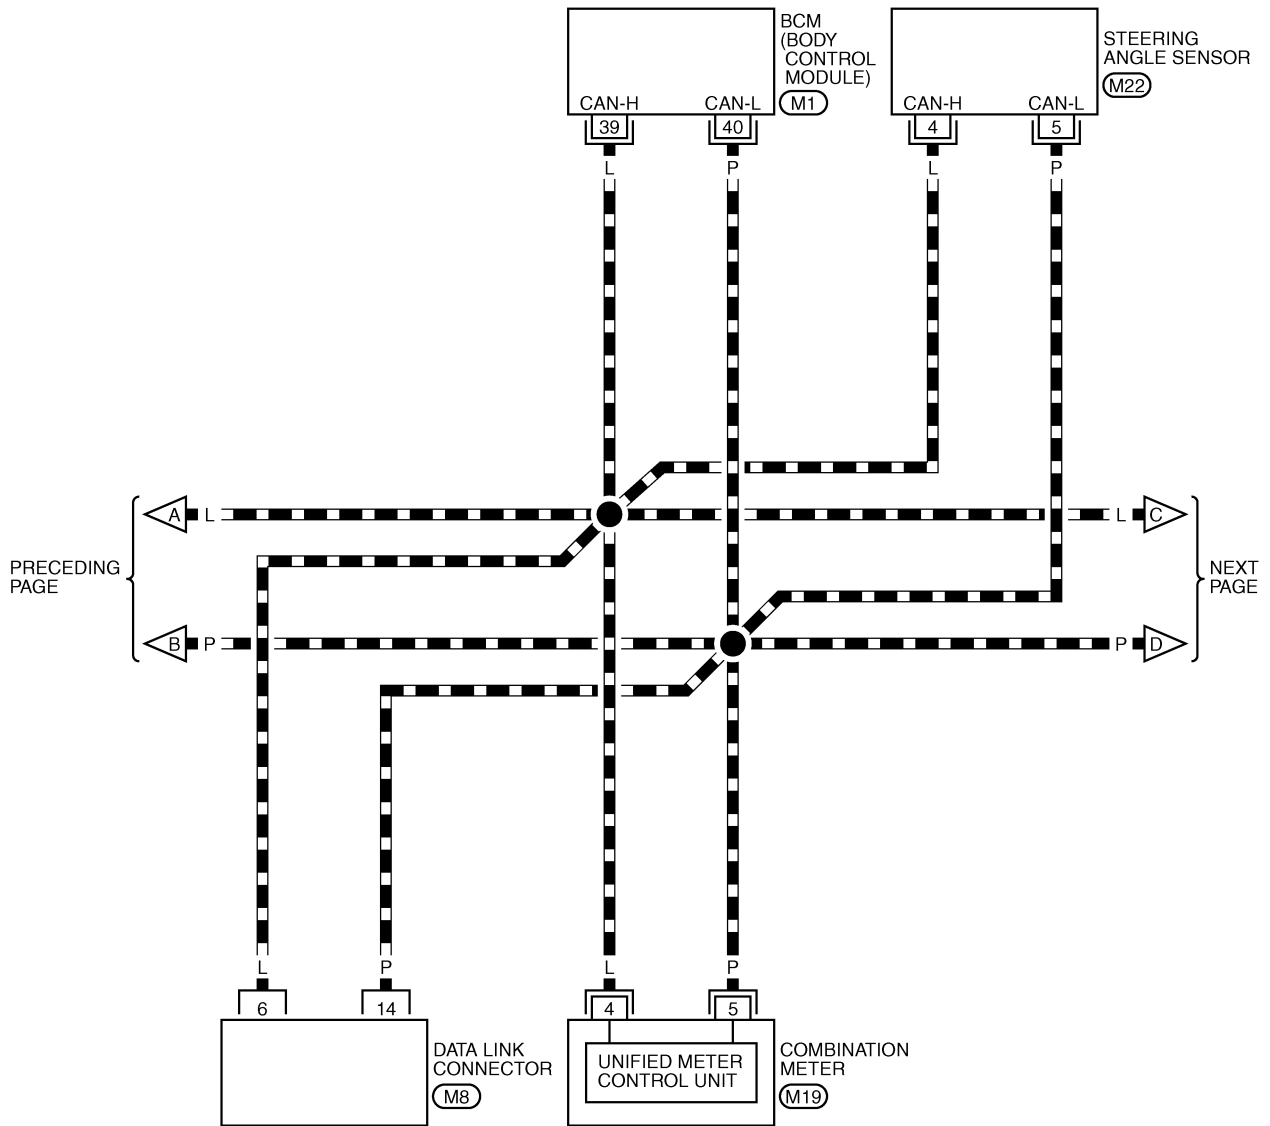 BCM
(BODY
CONTROL
MODULE)
M1
CAN-H
CAN-L
39
40
L
P
STEERING
ANGLE SENSOR
M22
CAN-H
CAN-L
4
5
L
P
PRECEDING
PAGE
A
L
B
P
L
C
P
D
NEXT
PAGE
L
P
6
14
DATA LINK
CONNECTOR
M8
L
P
4
5
UNIFIED METER
CONTROL UNIT
COMBINATION
METER
M19